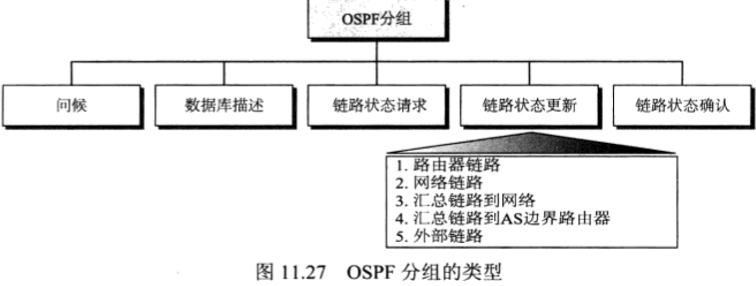 OSPF分组
问候
数据库描述
链路状态请求
链路状态更新
链路状态确认
1. 路由器链路
2. 网络链路
3. 汇总链路到网络
4. 汇总链路到AS边界路由器
5. 外部链路
图 11.27 OSPF 分组的类型